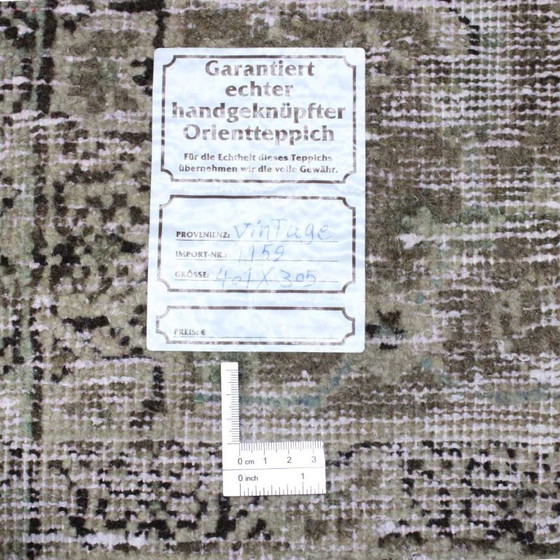 Garantiert
echter
handgeknüpfter
Orientteppich
Für die Echtheit dieses Teppichs
übernehmen wir die volle Gewähr.
PROVENIENZ: Vintage
IMPORT-NR.: 1159
GRÖSSE: 401 X 305
PREIS: €
0 cm 1 2 3
0 inch 1